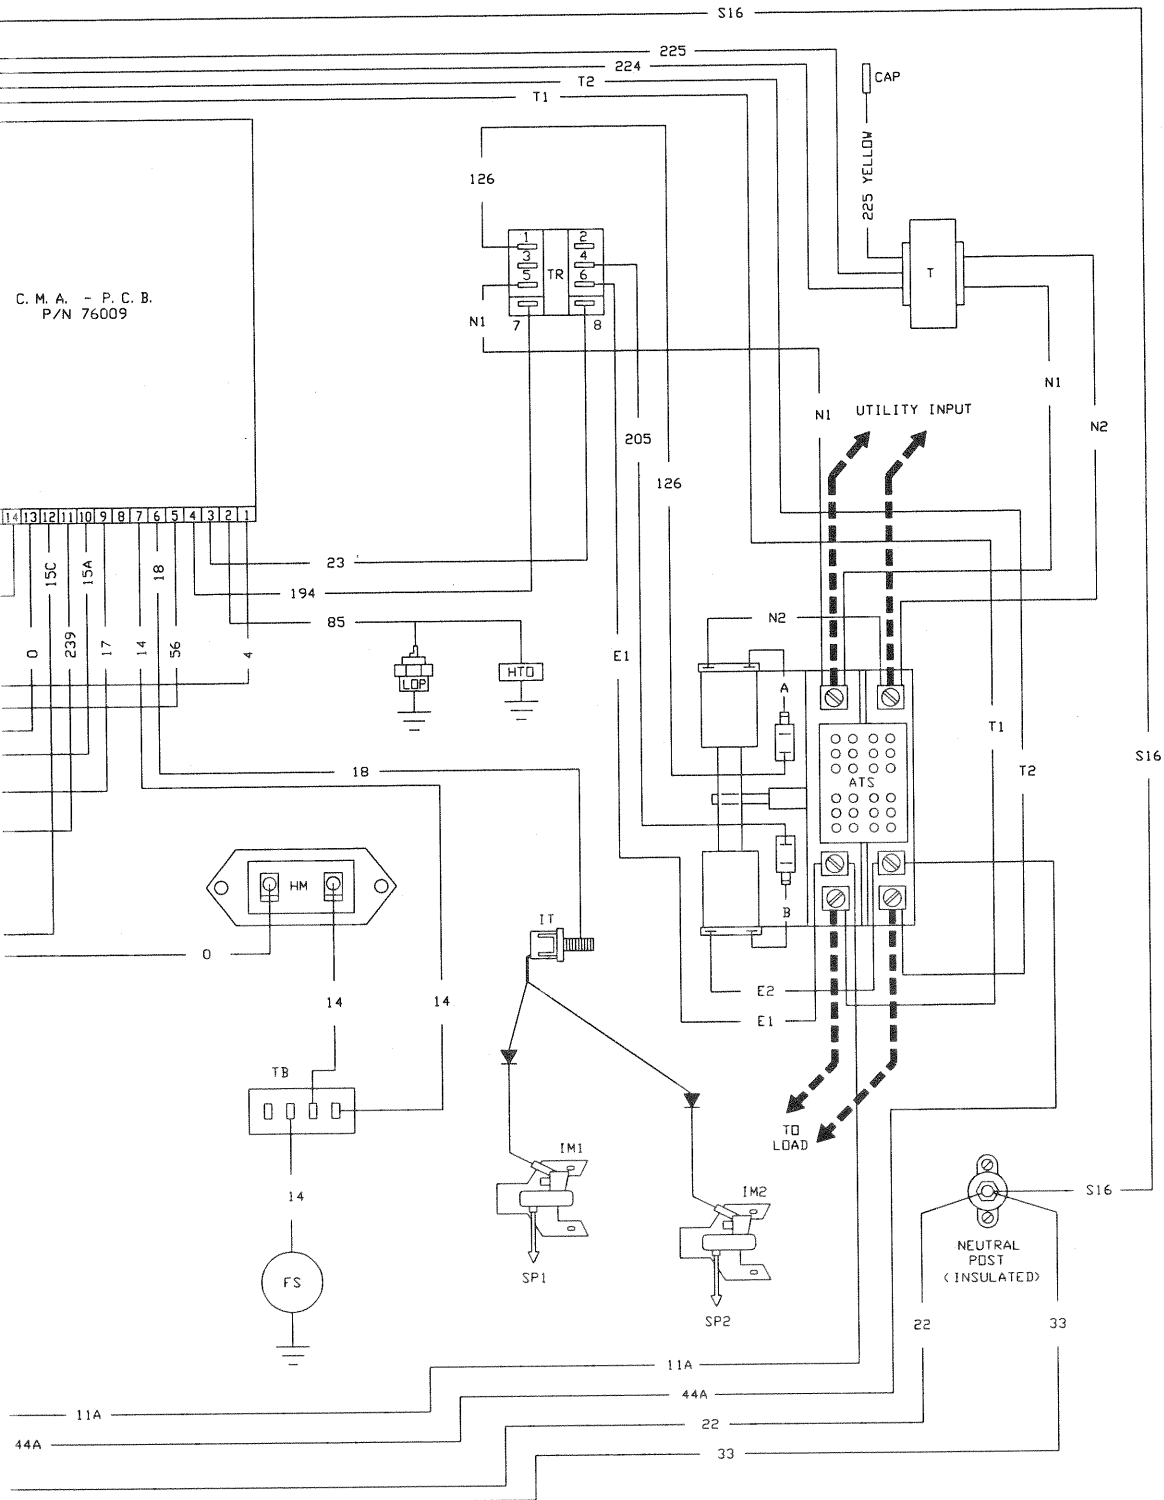 S16
225
224
T2
T1
CAP
225 YELLOW
126
1 2
3 4
5 TR 6
7 8
T
C. M. A. - P. C. B.
P/N 76009
N1
N1
N1
N2
UTILITY INPUT
205
126
14 13 12 11 10 9 8 7 6 5 4 3 2 1
23
194
85
15C
15A
18
0
239
17
14
56
4
N2
E1
LOP
HTO
A
T1
T2
S16
18
ATS
HM
B
IT
0
14
14
E2
E1
TB
TO
LOAD
IM1
14
IM2
S16
NEUTRAL
POST
(INSULATED)
FS
SP1
SP2
22
33
11A
44A
11A
22
44A
33